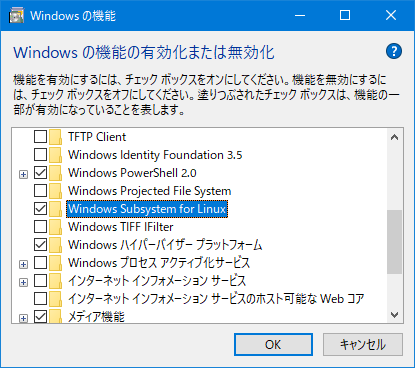 Windows の機能
Windows の機能の有効化または無効化
機能を有効にするには、チェック ボックスをオンにしてください。機能を無効にするに
は、チェック ボックスをオフにしてください。塗りつぶされたチェック ボックスは、機能の一
部が有効になっていることを表します。
TFTP Client
Windows Identity Foundation 3.5
Windows PowerShell 2.0
Windows Projected File System
Windows Subsystem for Linux
Windows TIFF IFilter
Windows ハイパーバイザー プラットフォーム
Windows プロセス アクティブ化サービス
インターネット インフォメーション サービス
インターネット インフォメーション サービスのホスト可能な Web コア
メディア機能
OK
キャンセル